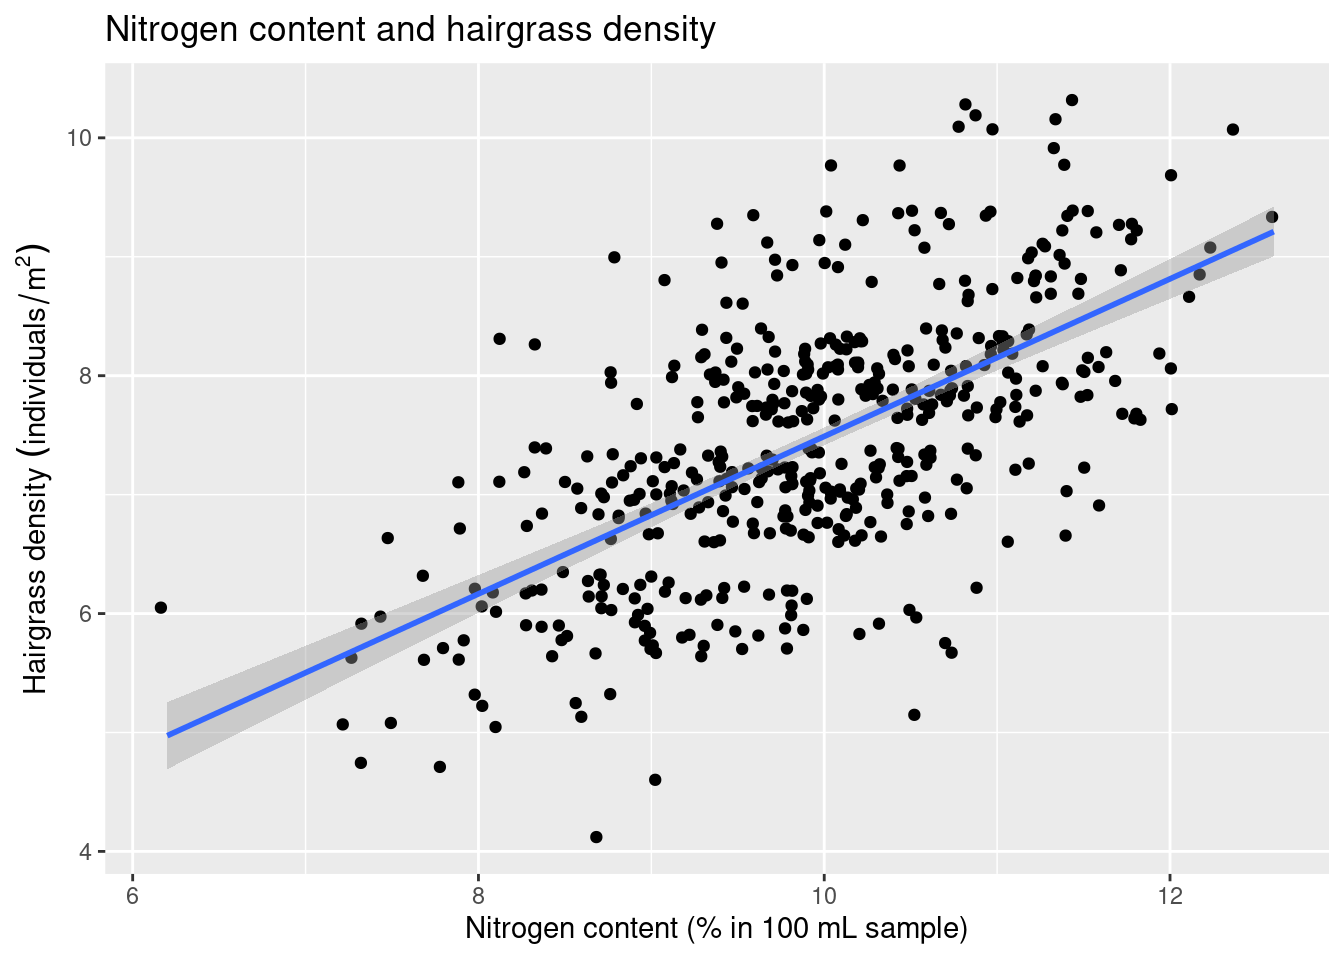 Nitrogen content and hairgrass density
Hairgrass density (individuals/m²)
10
8
6
4
6 8 10 12
Nitrogen content (% in 100 mL sample)